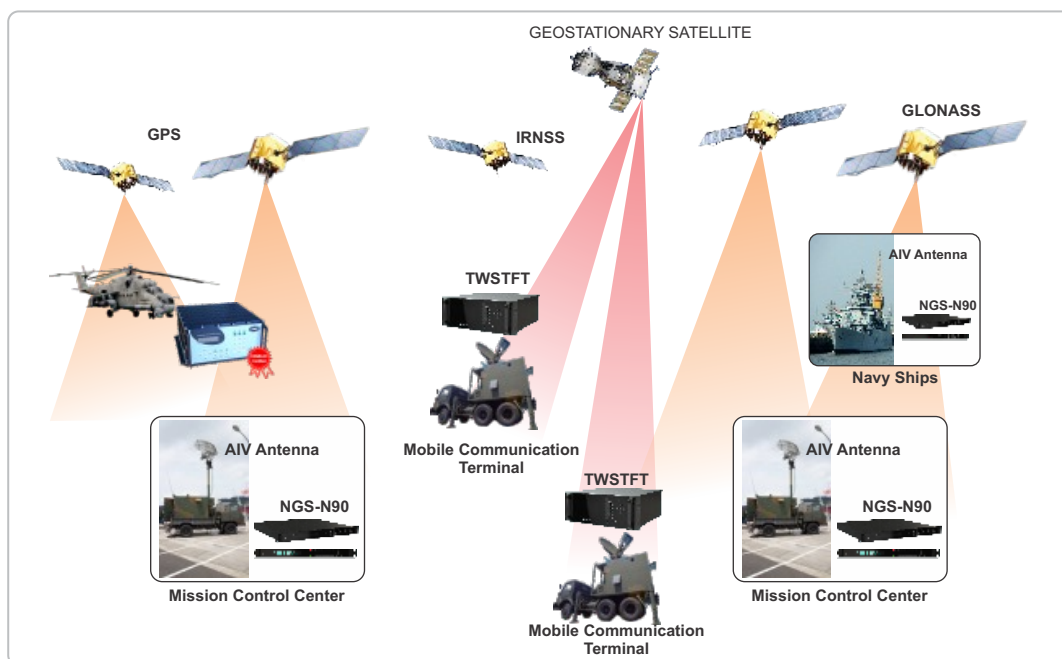 GEOSTATIONARY SATELLITE
GPS
IRNSS
GLONASS
AIV Antenna
NGS-N90
Navy Ships
TWSTFT
Mobile Communication
Terminal
AIV Antenna
NGS-N90
Mission Control Center
TWSTFT
Mobile Communication
Terminal
AIV Antenna
NGS-N90
Mission Control Center